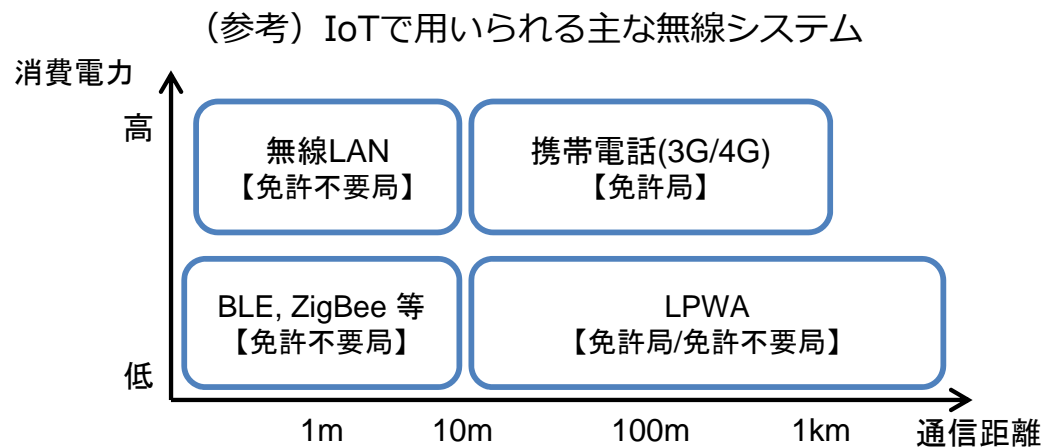 （参考）IoTで用いられる主な無線システム
消費電力
高
無線LAN
【免許不要局】
携帯電話(3G/4G)
【免許局】
BLE, ZigBee 等
【免許不要局】
LPWA
【免許局/免許不要局】
低
1m
10m
100m
1km
通信距離